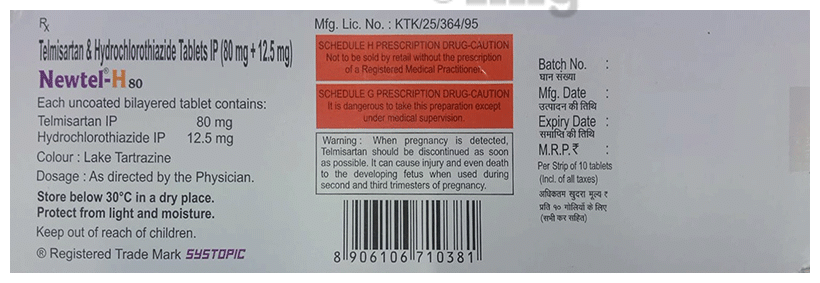 Rx
Telmisartan & Hydrochlorothiazide Tablets IP (80 mg + 12.5 mg)
Newtel®-H 80
Each uncoated bilayered tablet contains:
Telmisartan IP 80 mg
Hydrochlorothiazide IP 12.5 mg
Colour : Lake Tartrazine
Dosage : As directed by the Physician.
Store below 30°C in a dry place.
Protect from light and moisture.
Keep out of reach of children.
® Registered Trade Mark SYSTOPIC
Mfg. Lic. No. : KTK/25/364/95
SCHEDULE H PRESCRIPTION DRUG-CAUTION
Not to be sold by retail without the prescription
of a Registered Medical Practitioner.
SCHEDULE G PRESCRIPTION DRUG-CAUTION
It is dangerous to take this preparation except
under medical supervision.
Warning : When pregnancy is detected,
Telmisartan should be discontinued as soon
as possible. It can cause injury and even death
to the developing fetus when used during
second and third trimesters of pregnancy.
8 906106 710381
Batch No. :
घान संख्या
Mfg. Date :
उत्पादन की तिथि
Expiry Date :
समाप्ति की तिथि
M.R.P.₹ :
Per Strip of 10 tablets
(Incl. of all taxes)
अधिकतम खुदरा मूल्य ₹
प्रति १० गोलियों के लिए
(सभी कर सहित)